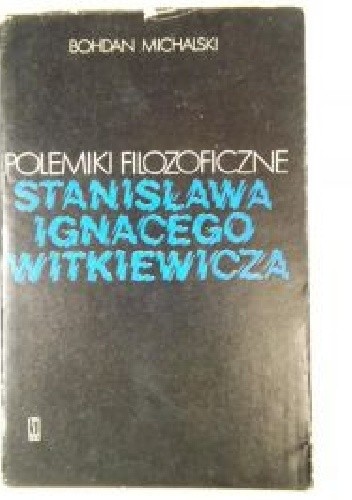 BOHDAN MICHALSKI
POLEMIKI FILOZOFICZNE
STANISŁAWA
IGNACEGO
WITKIEWICZA